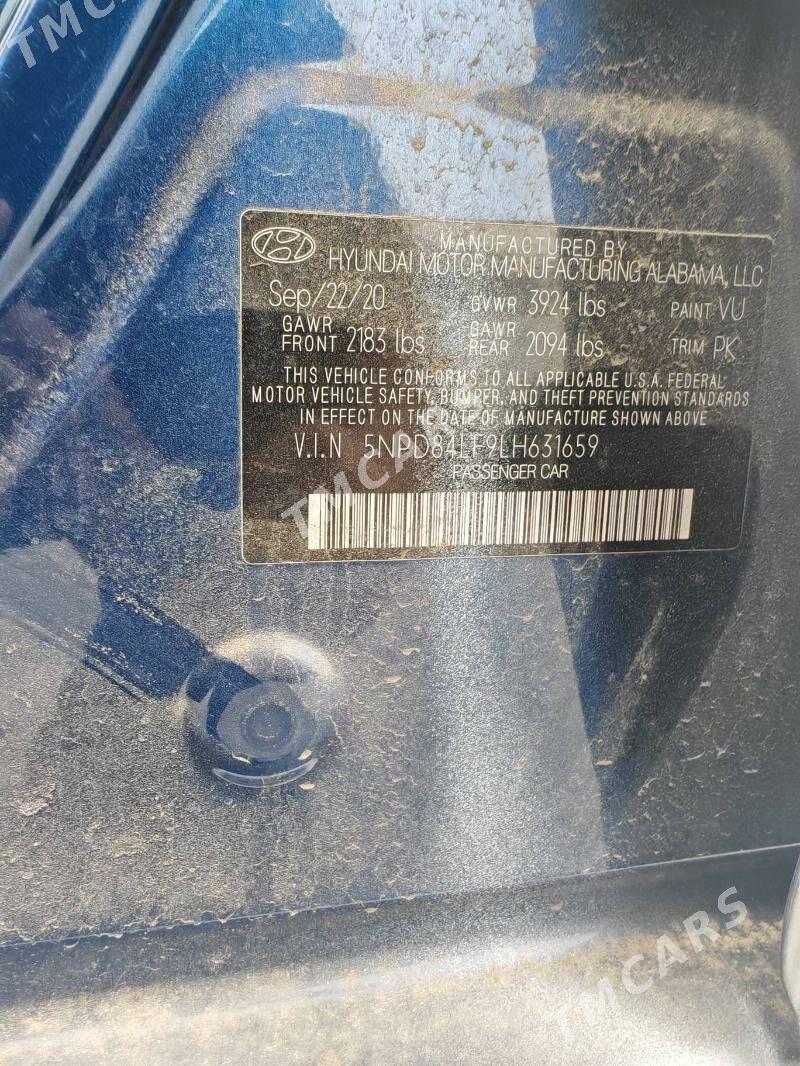 TMCARS
MANUFACTURED BY
HYUNDAI MOTOR MANUFACTURING ALABAMA, LLC
Sep/22/20 GVWR 3924 lbs PAINT VU
GAWR FRONT 2183 lbs GAWR REAR 2094 lbs TRIM PK
THIS VEHICLE CONFORMS TO ALL APPLICABLE U.S.A. FEDERAL
MOTOR VEHICLE SAFETY, BUMPER, AND THEFT PREVENTION STANDARDS
IN EFFECT ON THE DATE OF MANUFACTURE SHOWN ABOVE
V.I.N 5NPD84LF9LH631659
PASSENGER CAR
TMCARS
TMCARS